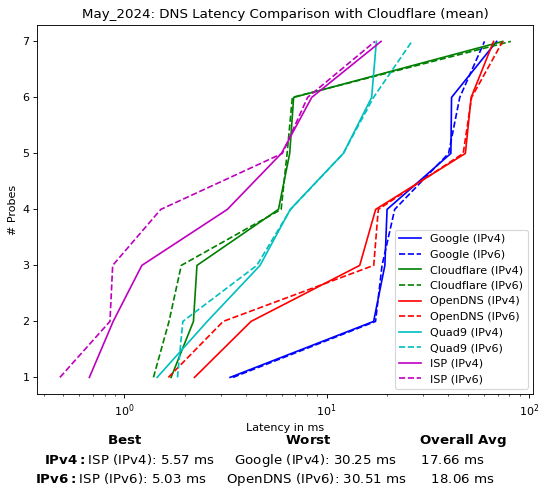 May_2024: DNS Latency Comparison with Cloudflare (mean)
7
6
5
4
3
2
1
# Probes
Google (IPv4)
Google (IPv6)
Cloudflare (IPv4)
Cloudflare (IPv6)
OpenDNS (IPv4)
OpenDNS (IPv6)
Quad9 (IPv4)
Quad9 (IPv6)
ISP (IPv4)
ISP (IPv6)
10⁰ 10¹ 10²
Latency in ms
Best Worst Overall Avg
IPv4: ISP (IPv4): 5.57 ms Google (IPv4): 30.25 ms 17.66 ms
IPv6: ISP (IPv6): 5.03 ms OpenDNS (IPv6): 30.51 ms 18.06 ms